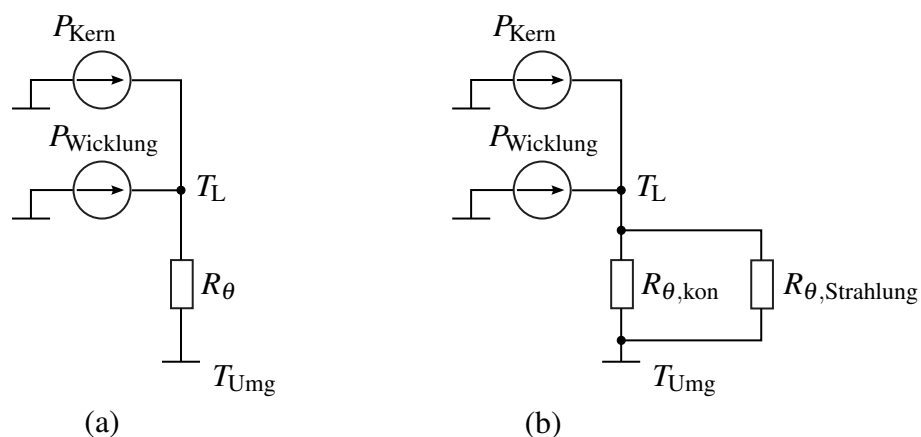 P_Kern
P_Wicklung
T_L
R_θ
T_Umg
(a)
P_Kern
P_Wicklung
T_L
R_θ,kon
R_θ,Strahlung
T_Umg
(b)